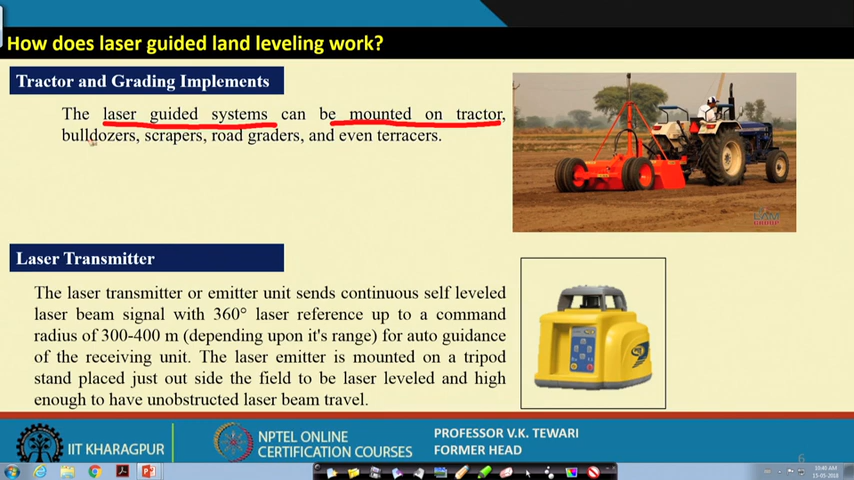 How does laser guided land leveling work?
Tractor and Grading Implements
The laser guided systems can be mounted on tractor,
bulldozers, scrapers, road graders, and even terracers.
Laser Transmitter
The laser transmitter or emitter unit sends continuous self leveled
laser beam signal with 360° laser reference up to a command
radius of 300-400 m (depending upon it's range) for auto guidance
of the receiving unit. The laser emitter is mounted on a tripod
stand placed just out side the field to be laser leveled and high
enough to have unobstructed laser beam travel.
IIT KHARAGPUR
NPTEL ONLINE
CERTIFICATION COURSES
PROFESSOR V.K. TEWARI
FORMER HEAD
6